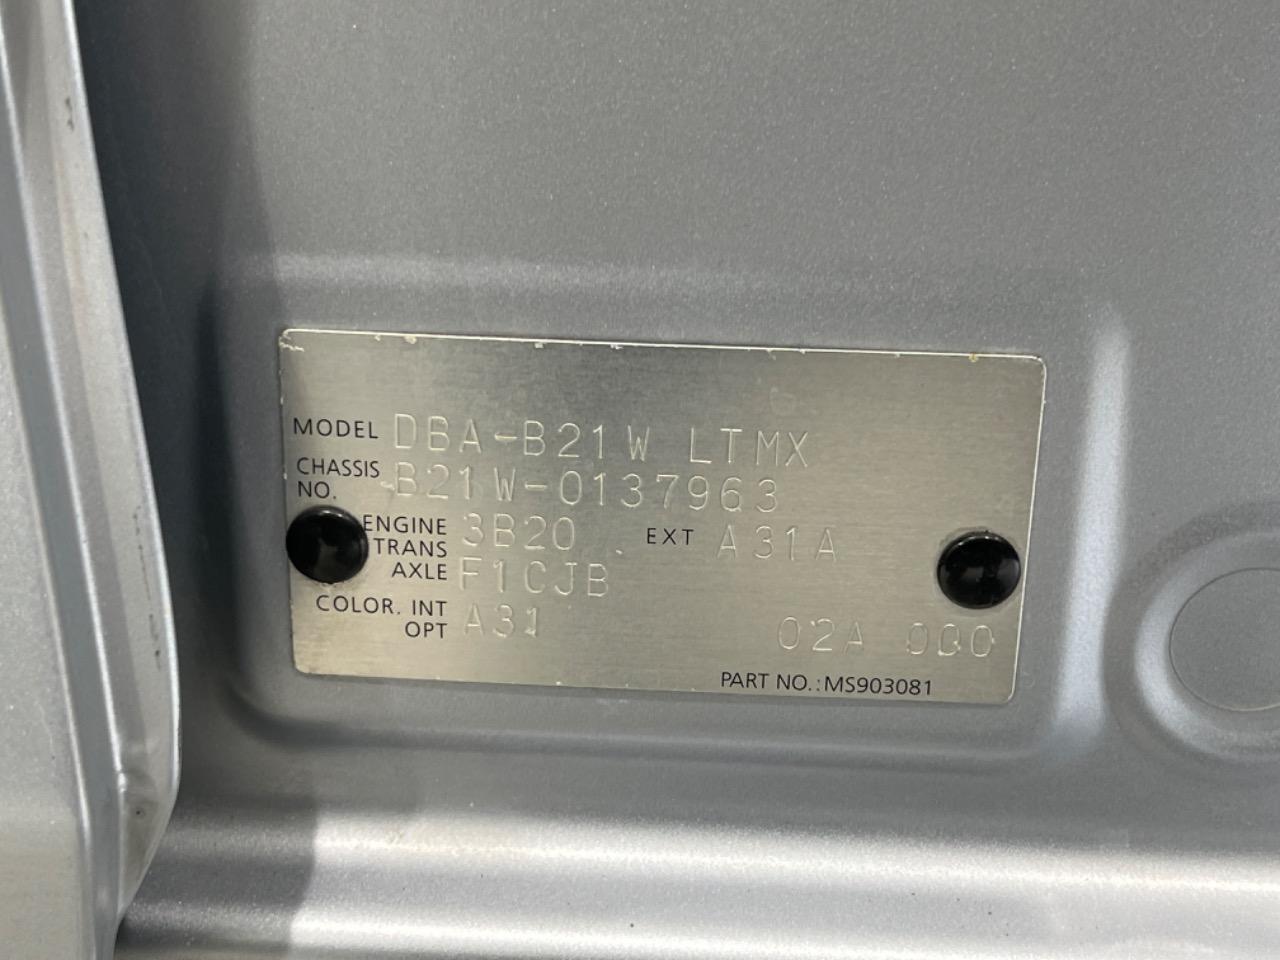 MODEL DBA-B21W LTMX
CHASSIS NO. B21W-0137963
ENGINE 3B20 EXT A31A
TRANS AXLE F1CJB
COLOR. INT OPT A31 02A 000
PART NO.: MS903081